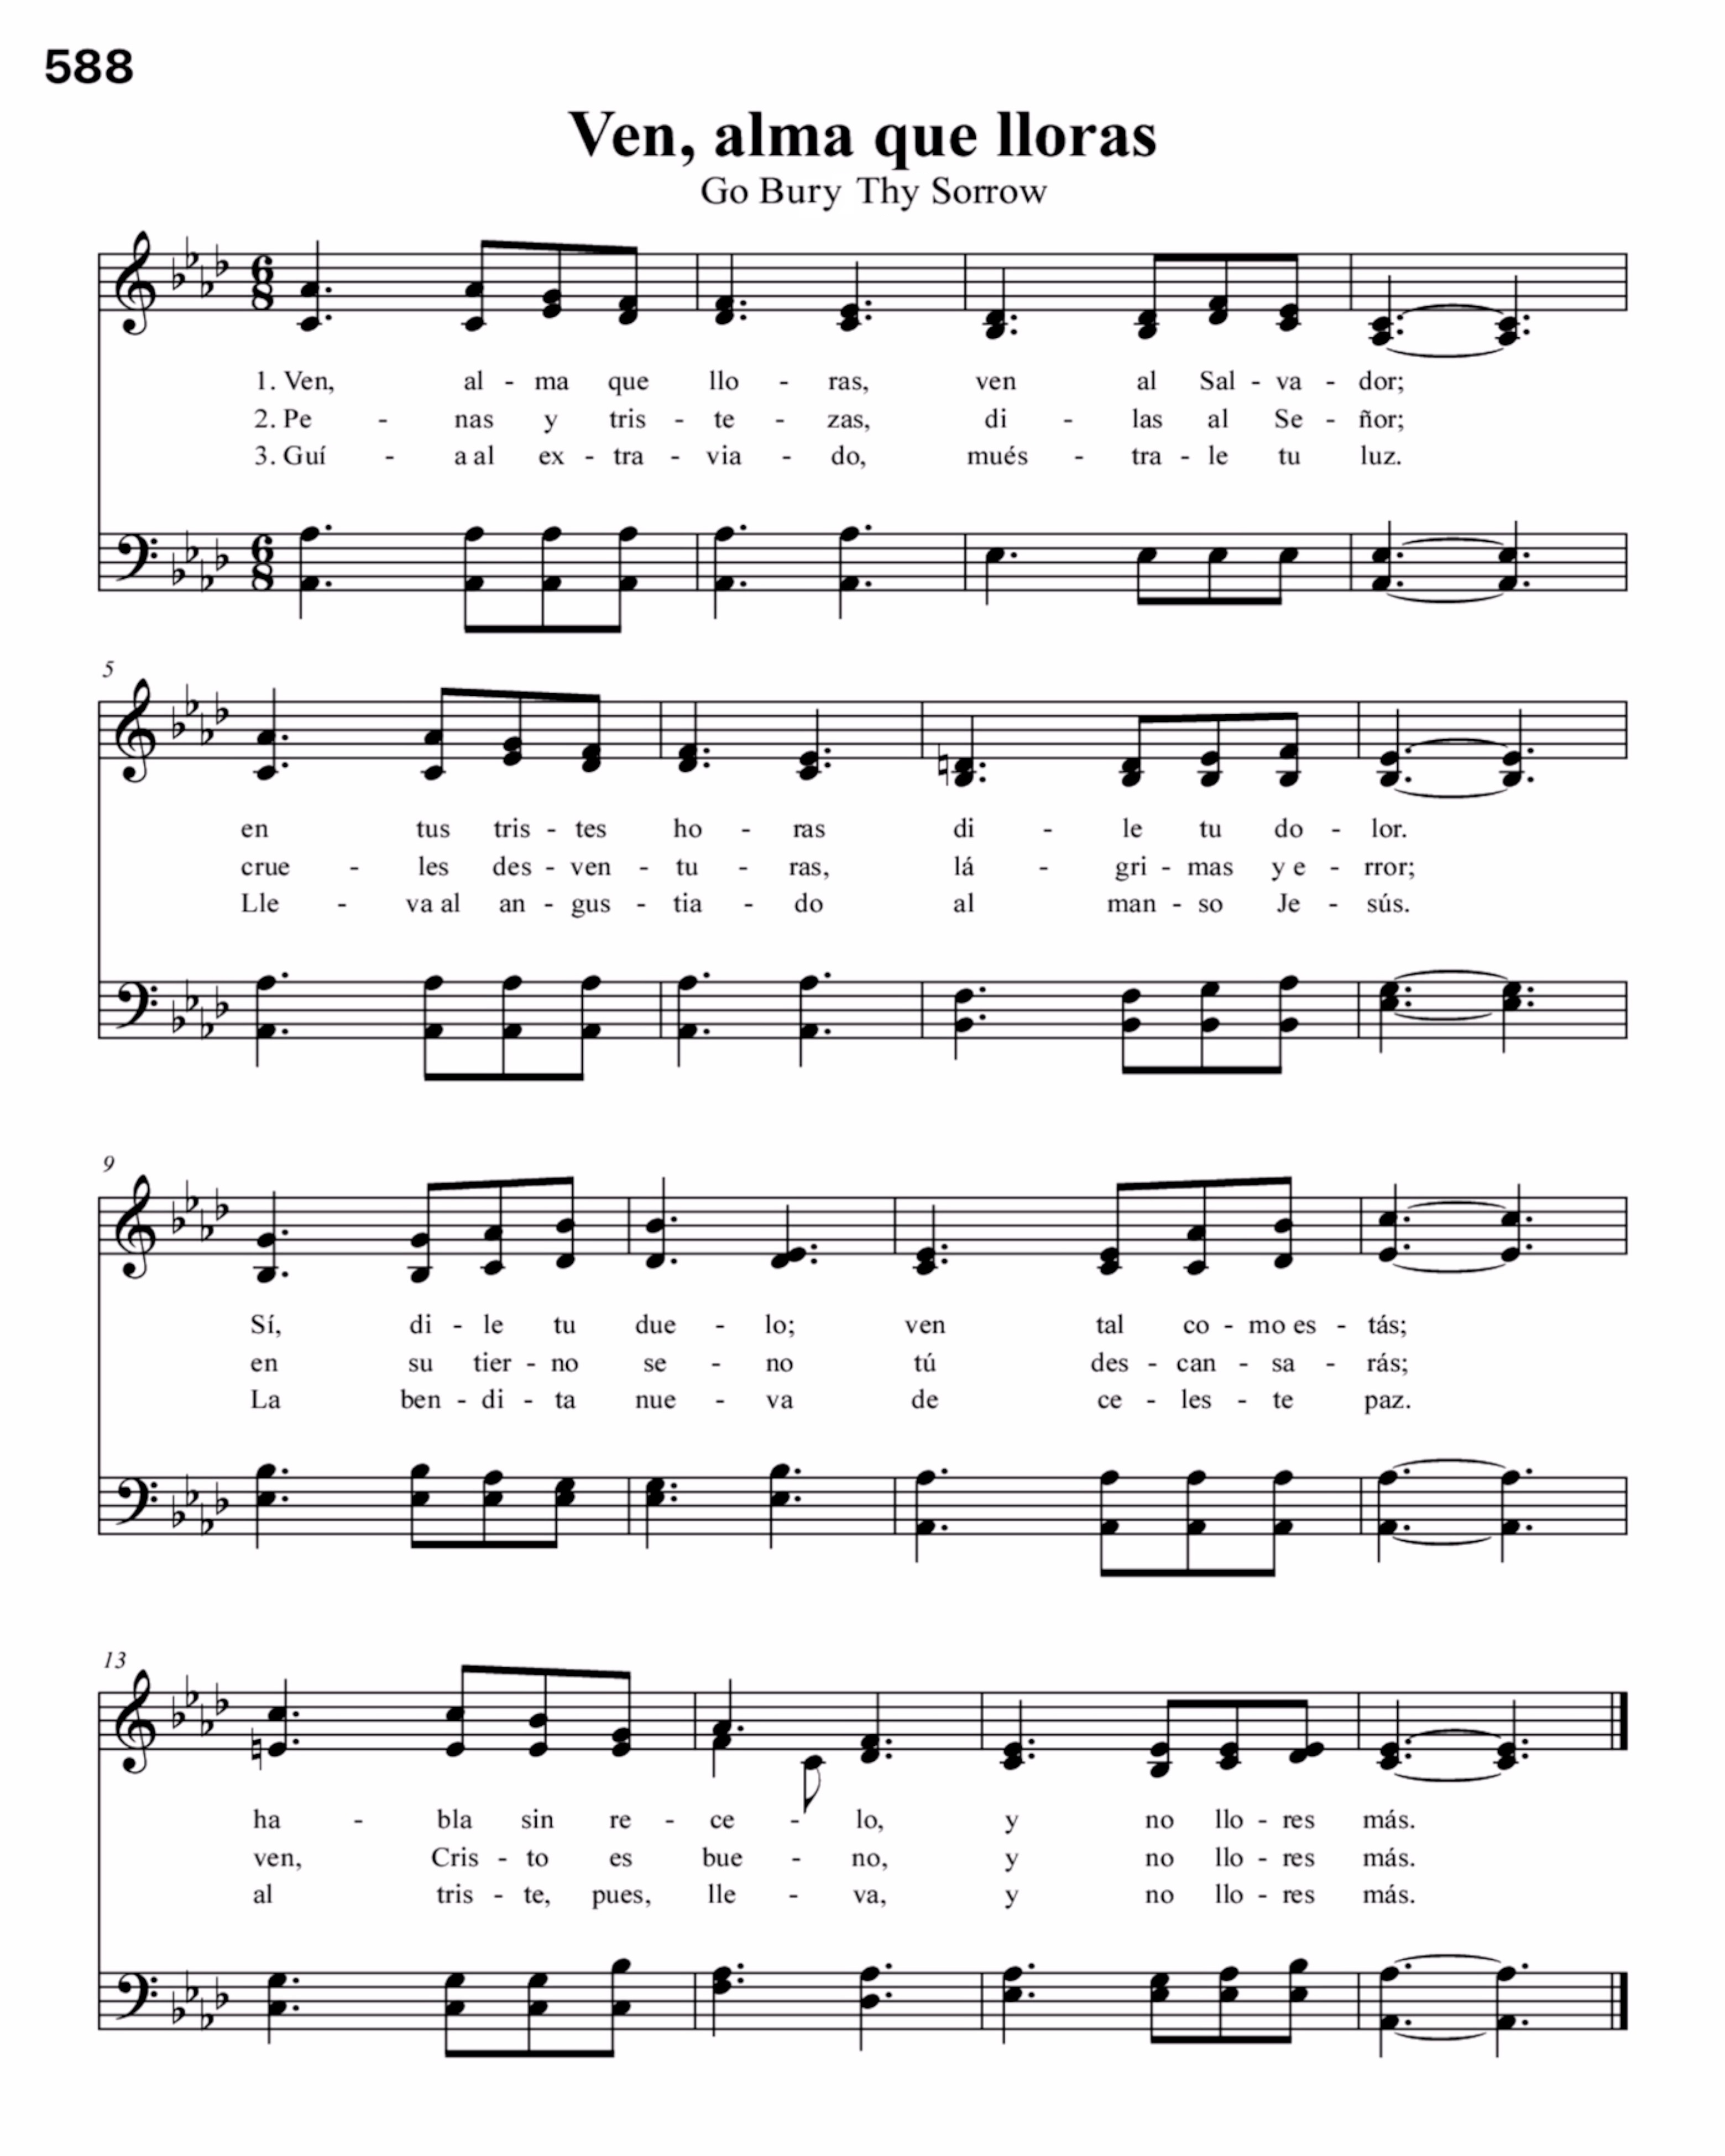 588
Ven, alma que lloras
Go Bury Thy Sorrow
1. Ven, al - ma que llo - ras, ven al Sal - va - dor;
2. Pe - nas y tris - te - zas, di - las al Se - ñor;
3. Guí - a al ex - tra - via - do, mués - tra - le tu luz.
5
en tus tris - tes ho - ras di - le tu do - lor.
crue - les des - ven - tu - ras, lá - gri - mas y e - rror;
Lle - va al an - gus - tia - do al man - so Je - sús.
9
Sí, di - le tu due - lo; ven tal co - mo es - tás;
en su tier - no se - no tú des - can - sa - rás;
La ben - di - ta nue - va de ce - les - te paz.
13
ha - bla sin re - ce - lo, y no llo - res más.
ven, Cris - to es bue - no, y no llo - res más.
al tris - te, pues, lle - va, y no llo - res más.